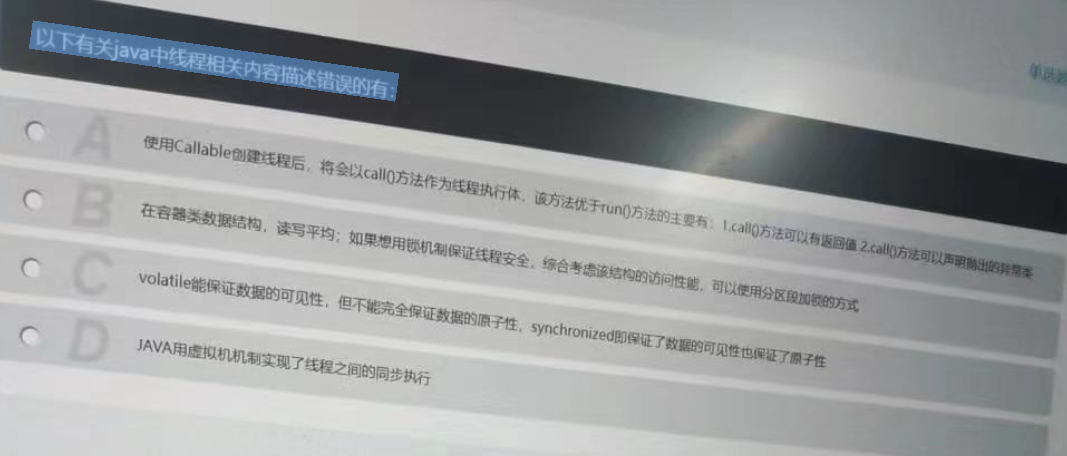 以下有关java中线程相关内容描述错误的有:
单选题
A
使用Callable创建线程后，将会以call()方法作为线程执行体，该方法优于run()方法的主要有：1.call()方法可以有返回值 2.call()方法可以声明抛出的异常类
B
在容器类数据结构，读写平均；如果想用锁机制保证线程安全，综合考虑该结构的访问性能，可以使用分区段加锁的方式
C
volatile能保证数据的可见性，但不能完全保证数据的原子性，synchronized即保证了数据的可见性也保证了原子性
D
JAVA用虚拟机机制实现了线程之间的同步执行